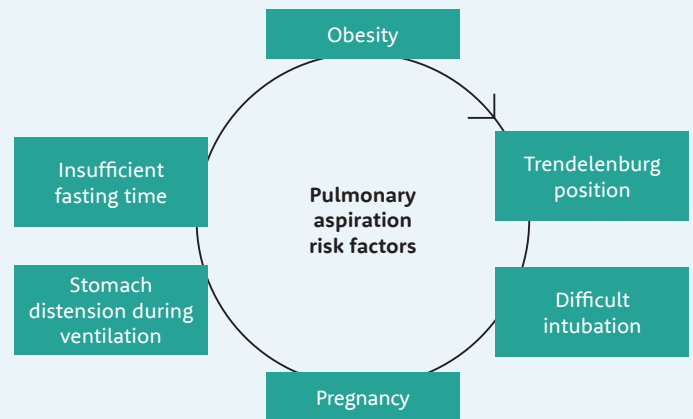 Obesity
Trendelenburg
position
Difficult
intubation
Pregnancy
Stomach
distension during
ventilation
Insufficient
fasting time
Pulmonary
aspiration
risk factors